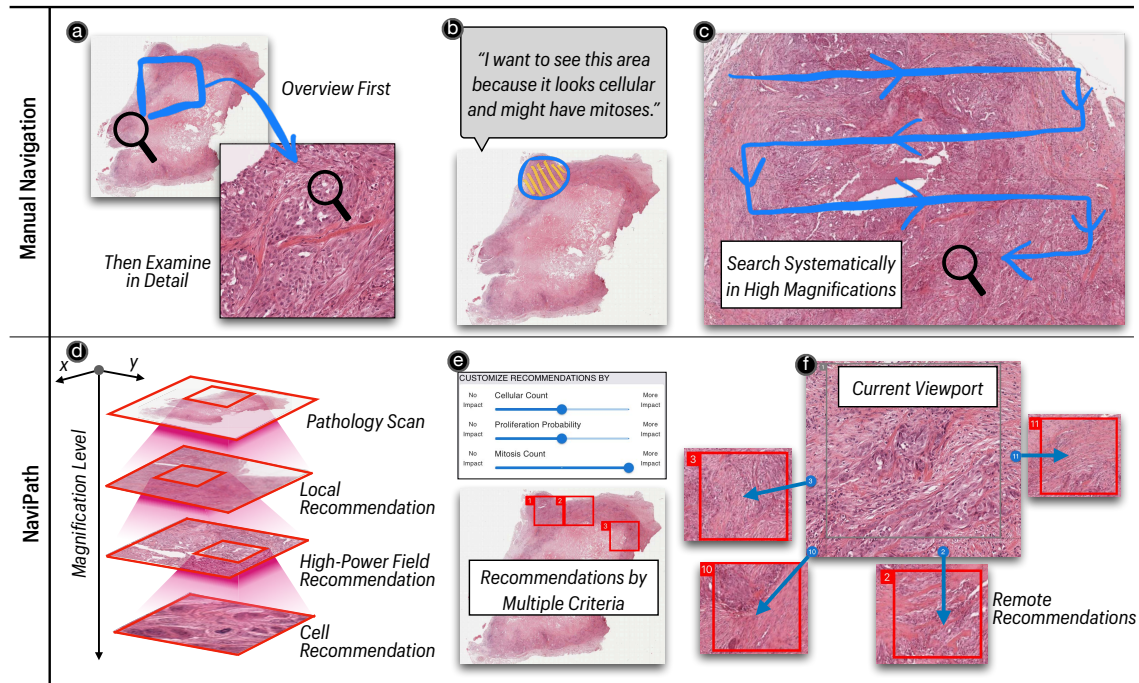 Manual Navigation
a
Overview First
Then Examine
in Detail
b
“I want to see this area
because it looks cellular
and might have mitoses.”
c
Search Systematically
in High Magnifications
NaviPath
d
x
y
Magnification Level
Pathology Scan
Local
Recommendation
High-Power Field
Recommendation
Cell
Recommendation
e
CUSTOMIZE RECOMMENDATIONS BY
No
Impact
Cellular Count
More
Impact
No
Impact
Proliferation Probability
More
Impact
No
Impact
Mitosis Count
More
Impact
1
2
3
Recommendations by
Multiple Criteria
f
1
Current Viewport
3
3
11
11
10
10
2
2
Remote
Recommendations